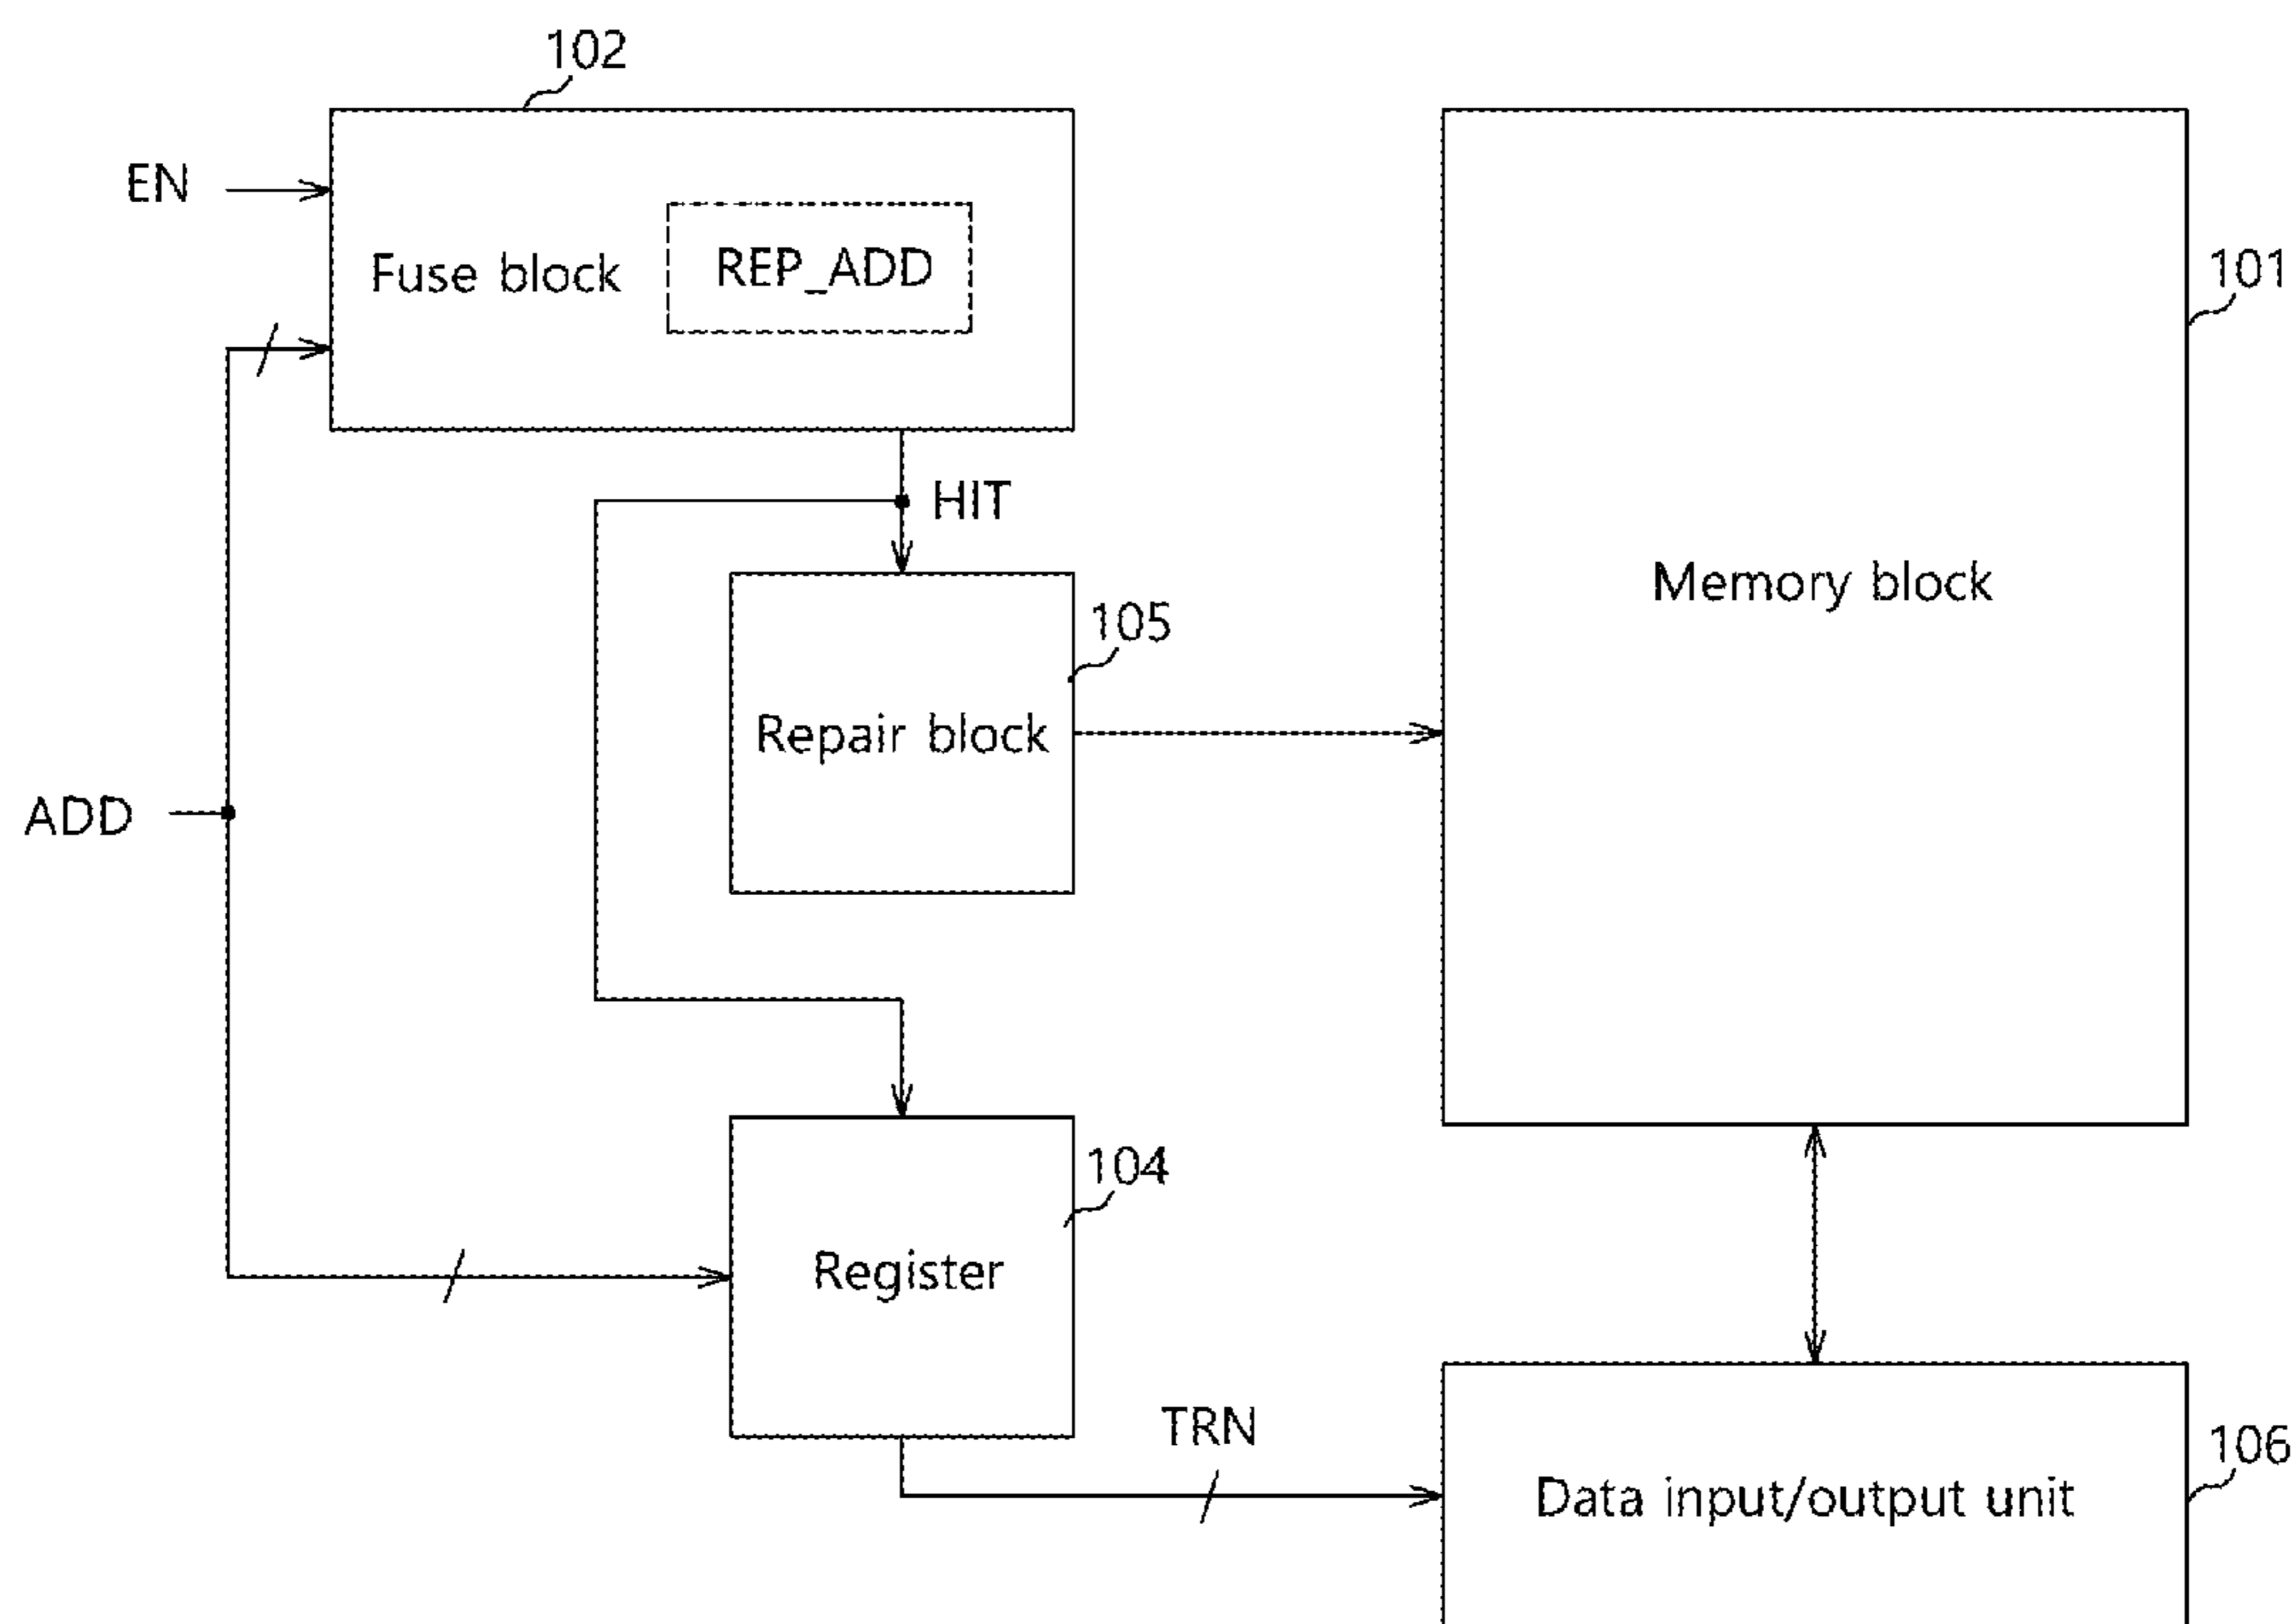 102
EN
Fuse block
REP_ADD
101
HIT
Memory block
105
Repair block
ADD
104
Register
TRN
106
Data input/output unit